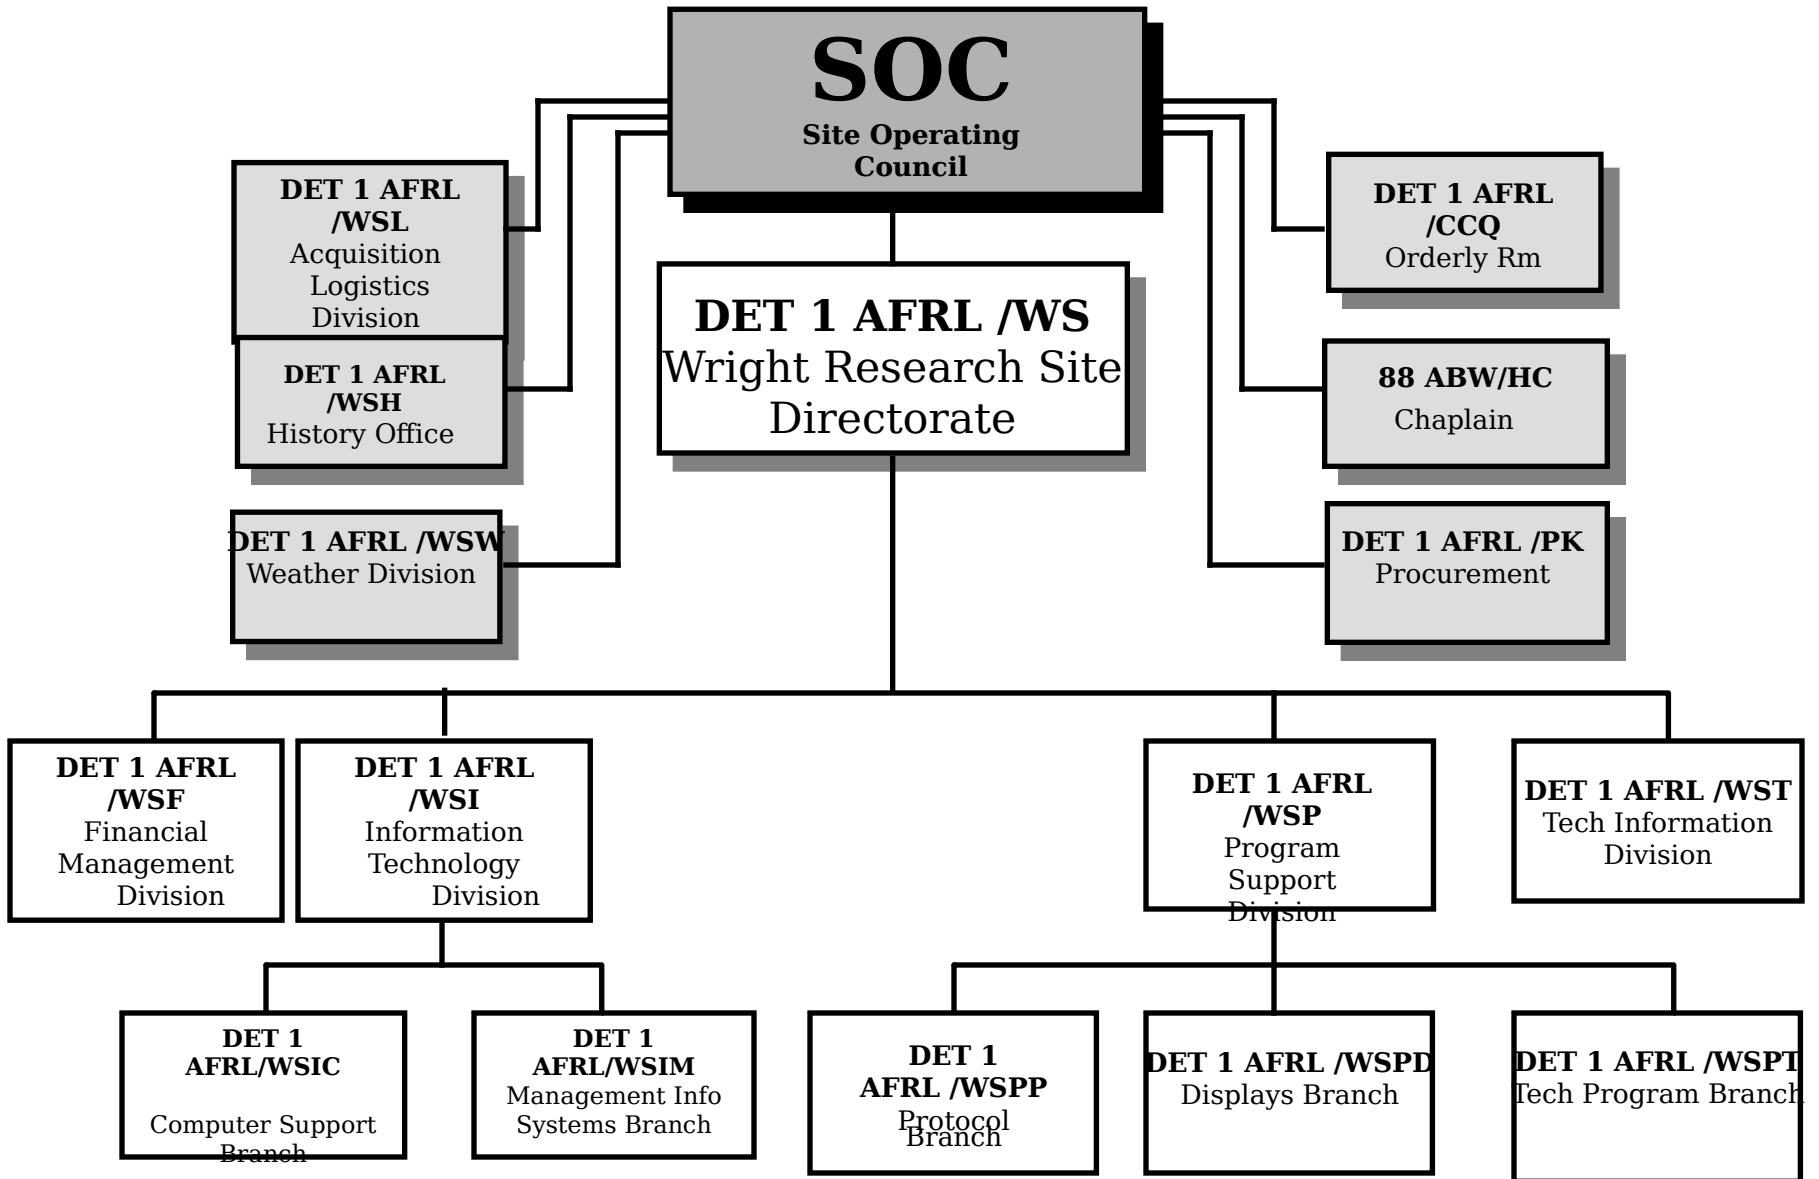 SOC
Site Operating
Council
DET 1 AFRL
/WSL
Acquisition
Logistics
Division
DET 1 AFRL
/CCQ
Orderly Rm
DET 1 AFRL /WS
Wright Research Site
Directorate
DET 1 AFRL
/WSH
History Office
88 ABW/HC
Chaplain
DET 1 AFRL /WSW
Weather Division
DET 1 AFRL /PK
Procurement
DET 1 AFRL
/WSF
Financial
Management
Division
DET 1 AFRL
/WSI
Information
Technology
Division
DET 1 AFRL
/WSP
Program
Support
Division
DET 1 AFRL /WST
Tech Information
Division
DET 1
AFRL/WSIC
Computer Support
Branch
DET 1
AFRL/WSIM
Management Info
Systems Branch
DET 1
AFRL /WSPP
Protocol
Branch
DET 1 AFRL /WSPD
Displays Branch
DET 1 AFRL /WSPT
Tech Program Branch